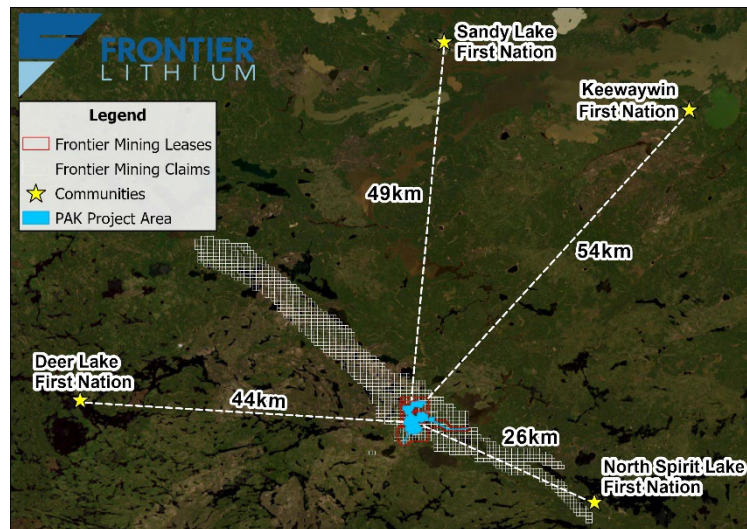 FRONTIER
LITHIUM
Legend
Frontier Mining Leases
Frontier Mining Claims
Communities
PAK Project Area
Sandy Lake
First Nation
Keewaywin
First Nation
49km
54km
Deer Lake
First Nation
44km
26km
North Spirit Lake
First Nation